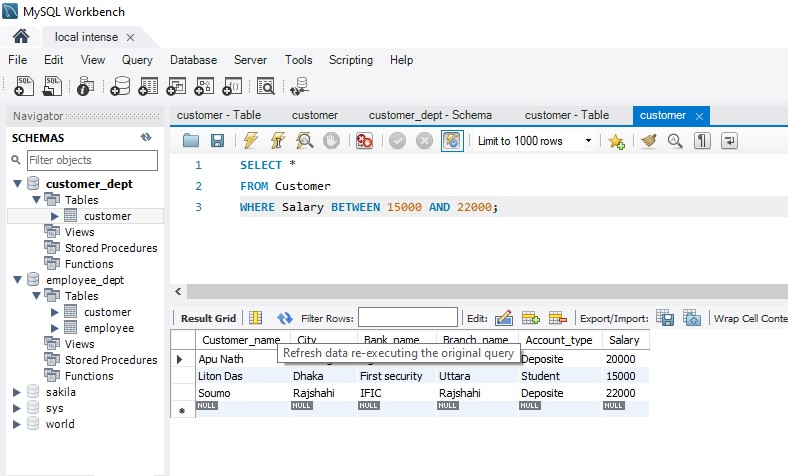 MySQL Workbench
local intense
File Edit View Query Database Server Tools Scripting Help
Navigator
SCHEMAS
Filter objects
customer_dept
Tables
customer
Views
Stored Procedures
Functions
employee_dept
Tables
customer
employee
Views
Stored Procedures
Functions
sakila
sys
world
customer - Table customer customer_dept - Schema customer - Table customer
Limit to 1000 rows
1 SELECT *
2 FROM Customer
3 WHERE Salary BETWEEN 15000 AND 22000;
Result Grid Filter Rows: Edit: Export/Import: Wrap Cell Conte
Customer_name City Bank_name Branch_name Account_type Salary
Refresh data re-executing the original query
Apu Nath Deposite 20000
Liton Das Dhaka First security Uttara Student 15000
Soumo Rajshahi IFIC Rajshahi Deposite 22000
NULL NULL NULL NULL NULL NULL